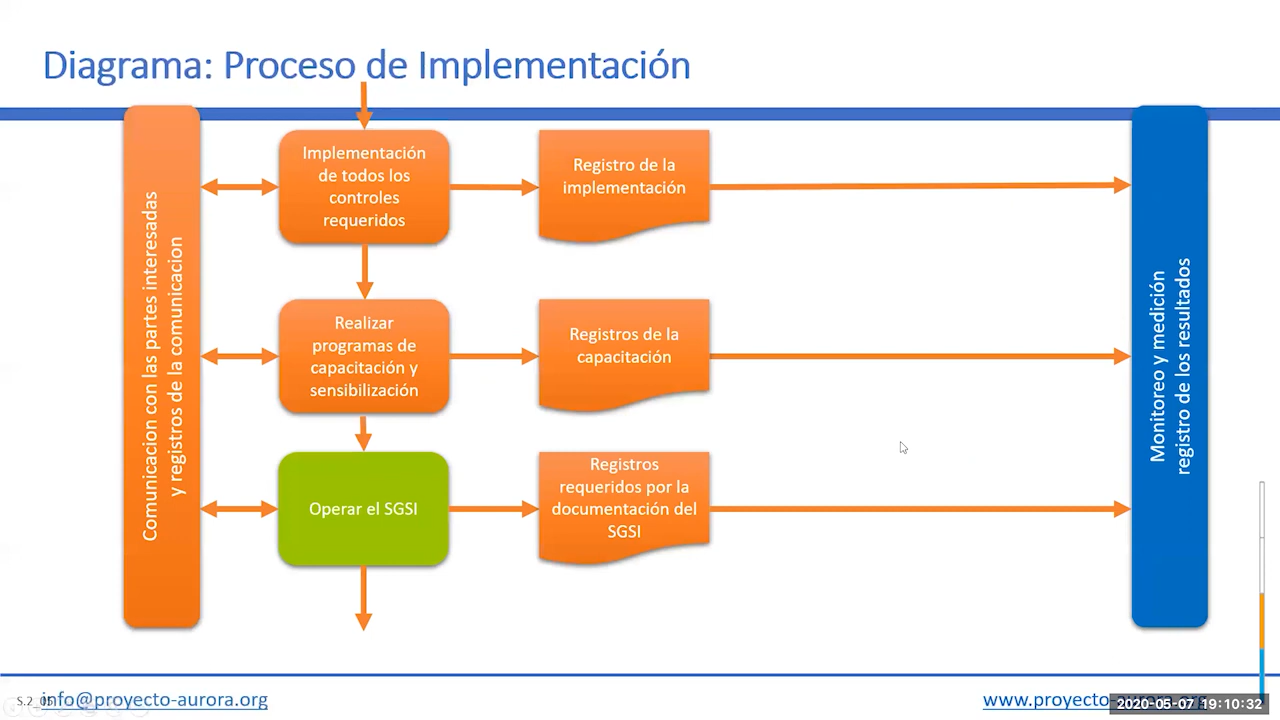 Diagrama: Proceso de Implementación
Comunicacion con las partes interesadas
y registros de la comunicacion
Implementación
de todos los
controles
requeridos
Registro de la
implementación
Realizar
programas de
capacitación y
sensibilización
Registros de la
capacitación
Operar el SGSI
Registros
requeridos por la
documentación del
SGSI
Monitoreo y medición
registro de los resultados
info@proyecto-aurora.org
www.proyecto-aurora.org
2020-05-07 19:10:32